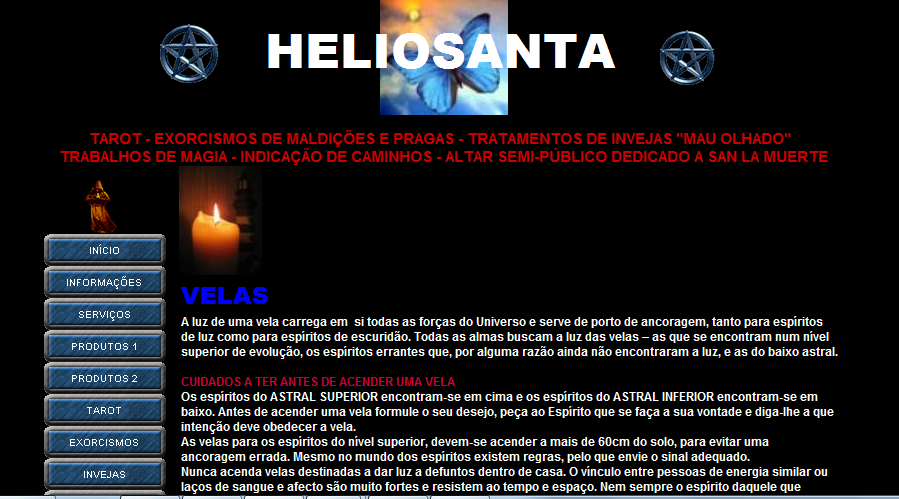 HELIOSANTA
TAROT - EXORCISMOS DE MALDIÇÕES E PRAGAS - TRATAMENTOS DE INVEJAS "MAU OLHADO"
TRABALHOS DE MAGIA - INDICAÇÃO DE CAMINHOS - ALTAR SEMI-PÚBLICO DEDICADO A SAN LA MUERTE
INÍCIO
INFORMAÇÕES
SERVIÇOS
PRODUTOS 1
PRODUTOS 2
TAROT
EXORCISMOS
INVEJAS
VELAS
A luz de uma vela carrega em si todas as forças do Universo e serve de porto de ancoragem, tanto para espíritos
de luz como para espíritos de escuridão. Todas as almas buscam a luz das velas – as que se encontram num nível
superior de evolução, os espíritos errantes que, por alguma razão ainda não encontraram a luz, e as do baixo astral.
CUIDADOS A TER ANTES DE ACENDER UMA VELA
Os espíritos do ASTRAL SUPERIOR encontram-se em cima e os espíritos do ASTRAL INFERIOR encontram-se em
baixo. Antes de acender uma vela formule o seu desejo, peça ao Espírito que se faça a sua vontade e diga-lhe a que
intenção deve obedecer a vela.
As velas para os espíritos do nível superior, devem-se acender a mais de 60cm do solo, para evitar uma
ancoragem errada. Mesmo no mundo dos espíritos existem regras, pelo que envie o sinal adequado.
Nunca acenda velas destinadas a dar luz a defuntos dentro de casa. O vínculo entre pessoas de energia similar ou
laços de sangue e afecto são muito fortes e resistem ao tempo e espaço. Nem sempre o espírito daquele que